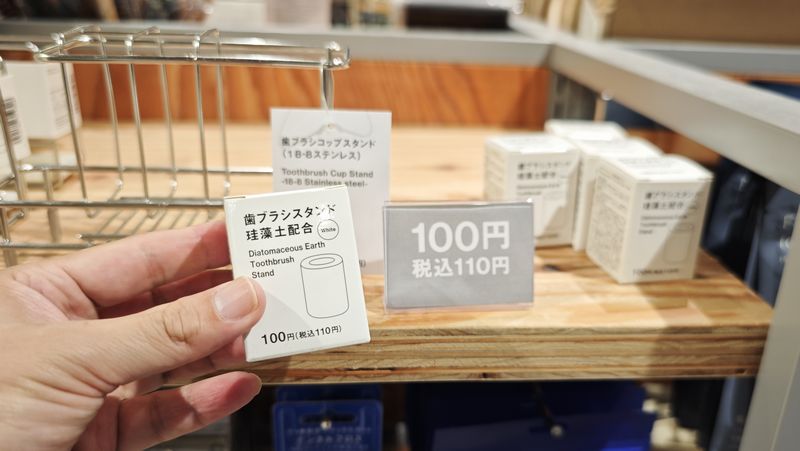 歯ブラシコップスタンド
(18-8ステンレス)
Toothbrush Cup Stand
-18-8 Stainless steel-
歯ブラシスタンド
珪藻土配合
White
Diatomaceous Earth
Toothbrush
Stand
100円(税込110円)
100円
税込110円
歯ブラシスタンド
珪藻土配合
Diatomaceous Earth
Toothbrush
Stand